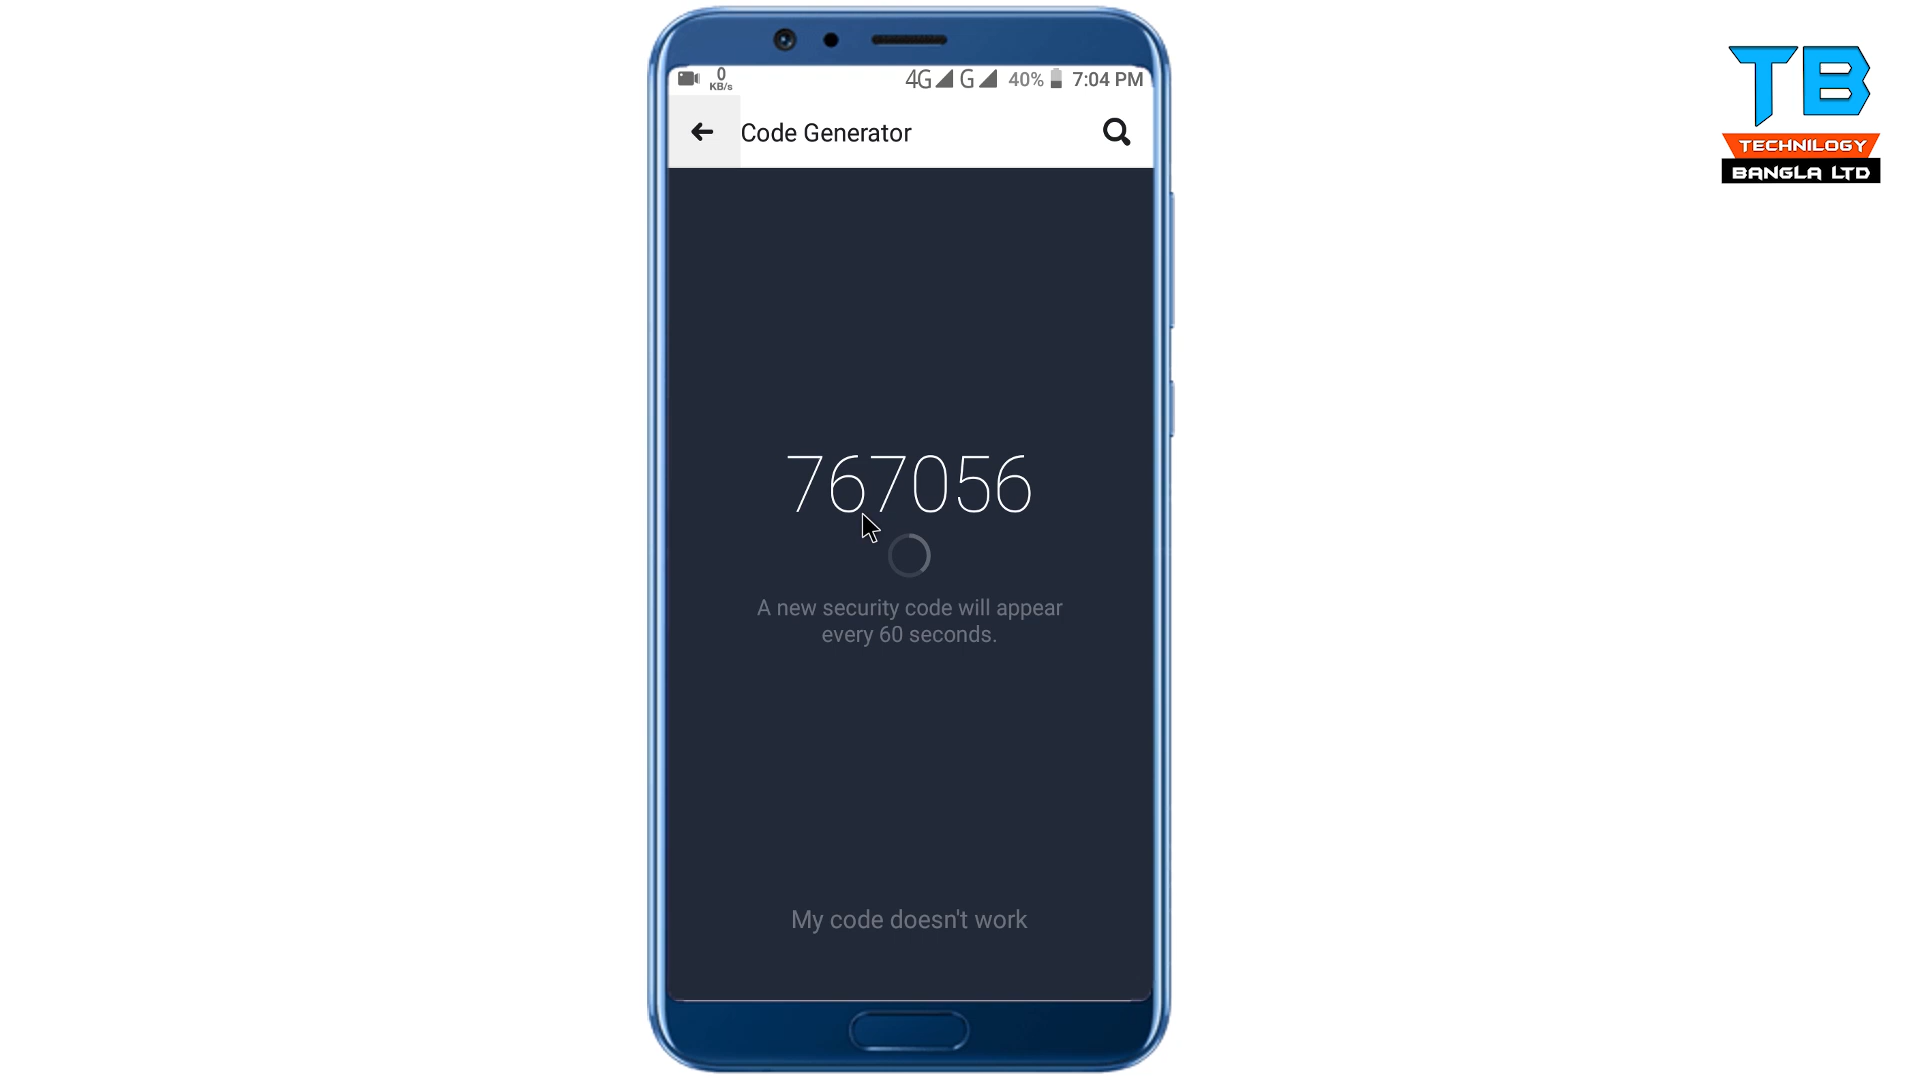 0
KB/s
4G G 40% 7:04 PM
Code Generator
767056
A new security code will appear
every 60 seconds.
My code doesn't work
TB
TECHNILOGY
BANGLA LTD